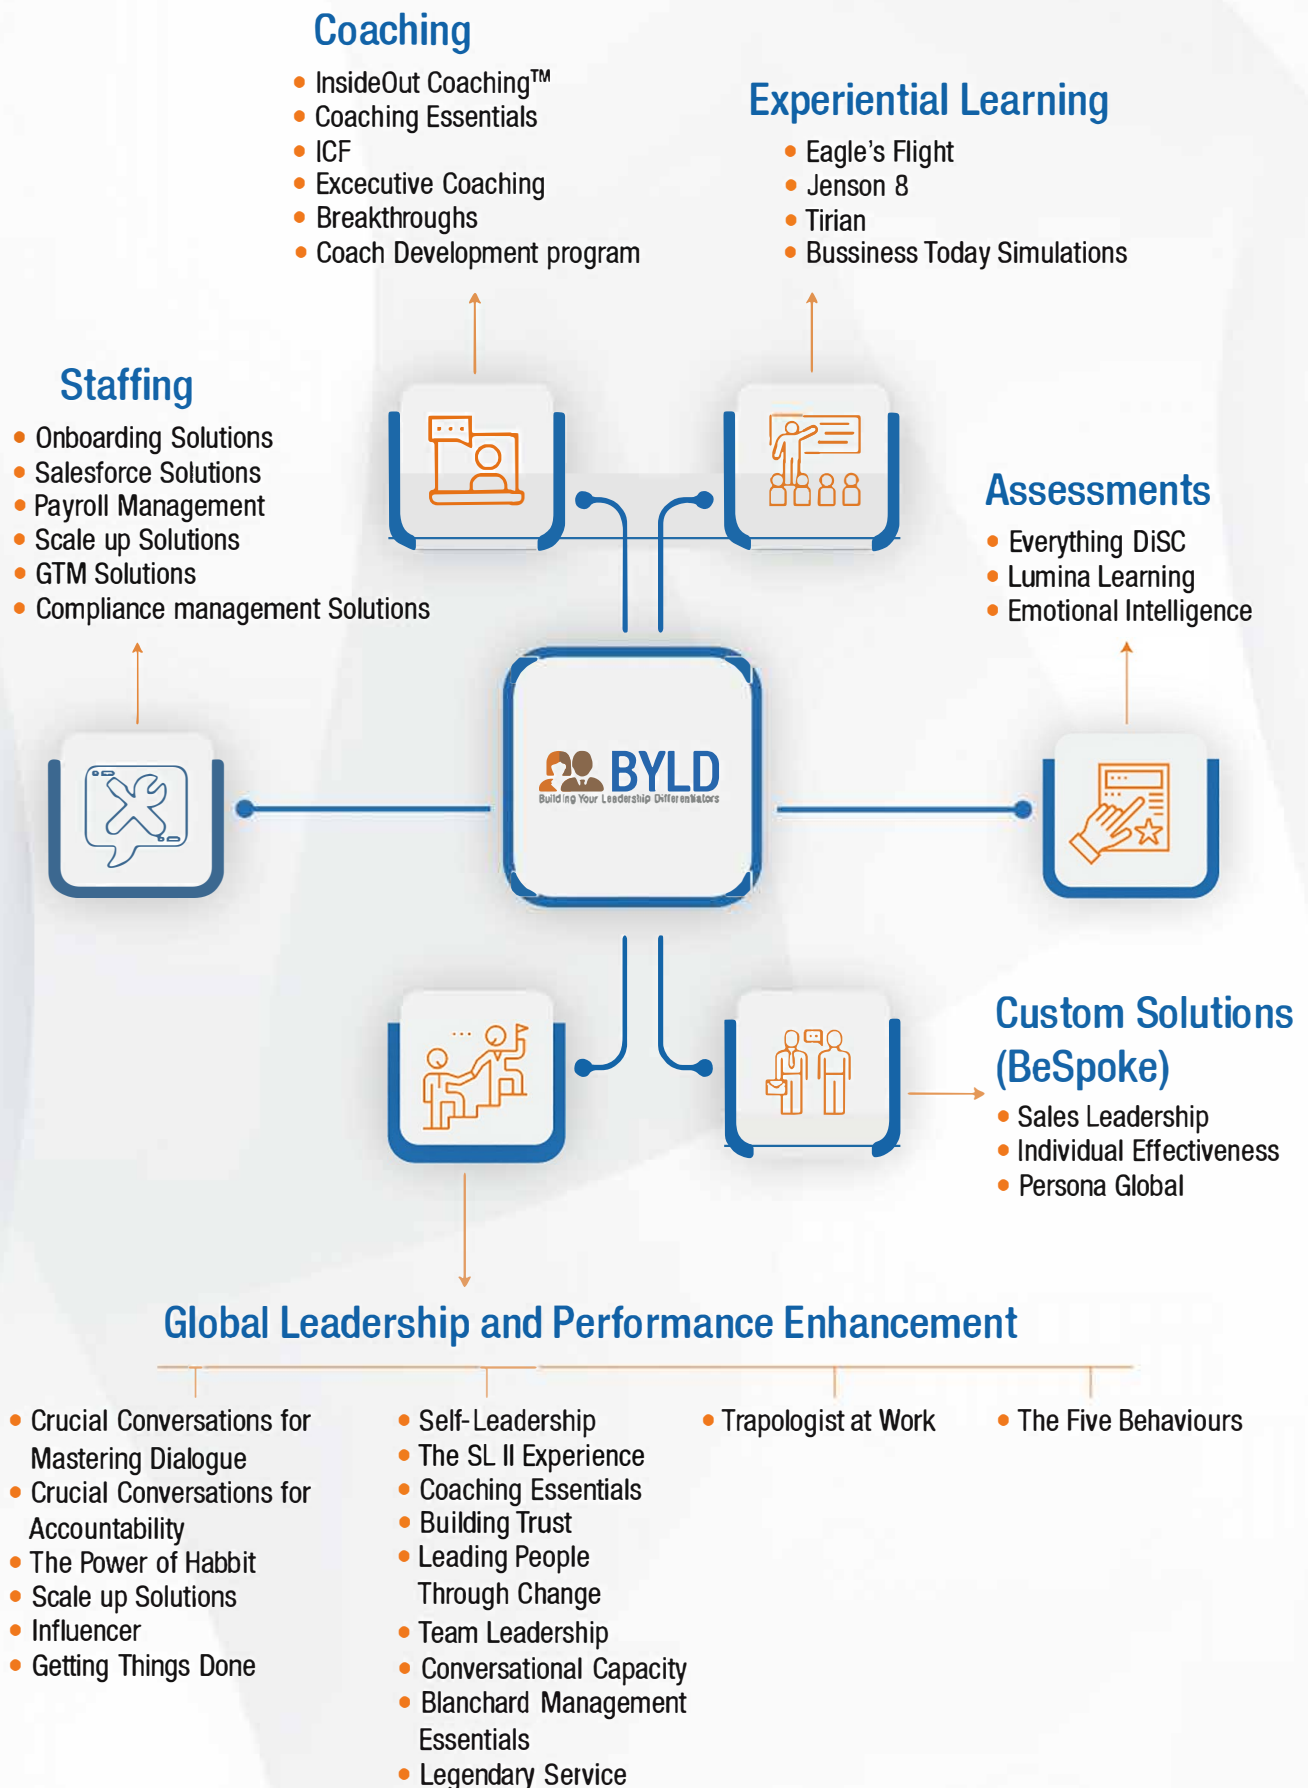 Coaching
• InsideOut Coaching™
• Coaching Essentials
• ICF
• Excecutive Coaching
• Breakthroughs
• Coach Development program
Experiential Learning
• Eagle's Flight
• Jenson 8
• Tirian
• Bussiness Today Simulations
Staffing
• Onboarding Solutions
• Salesforce Solutions
• Payroll Management
• Scale up Solutions
• GTM Solutions
• Compliance management Solutions
Assessments
• Everything DiSC
• Lumina Learning
• Emotional Intelligence
BYLD
Building Your Leadership Differentiators
Custom Solutions
(BeSpoke)
• Sales Leadership
• Individual Effectiveness
• Persona Global
Global Leadership and Performance Enhancement
• Crucial Conversations for
Mastering Dialogue
• Crucial Conversations for
Accountability
• The Power of Habbit
• Scale up Solutions
• Influencer
• Getting Things Done
• Self-Leadership
• The SL II Experience
• Coaching Essentials
• Building Trust
• Leading People
Through Change
• Team Leadership
• Conversational Capacity
• Blanchard Management
Essentials
• Legendary Service
• Trapologist at Work
• The Five Behaviours